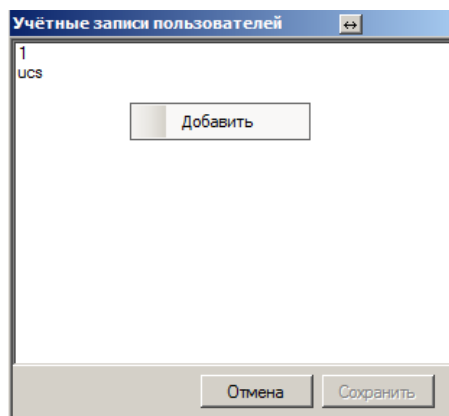 Учётные записи пользователей
1
ucs
Добавить
Отмена
Сохранить